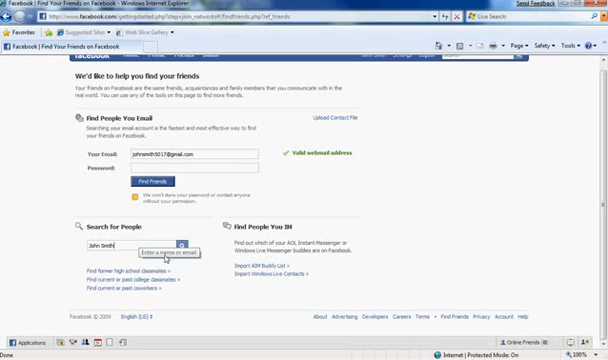 Facebook | Find Your Friends on Facebook - Windows Internet Explorer
Send Feedback
http://www.facebook.com/gettingstarted.php?step=join_networks#/findfriends.php?ref_friends
Live Search
Favorites Suggested Sites Web Slice Gallery
Facebook | Find Your Friends on Facebook
Page Safety Tools
We'd like to help you find your friends
Your friends on Facebook are the same friends, acquaintances and family members that you communicate with in the
real world. You can use any of the tools on this page to find more friends.
Find People You Email
Upload Contact File
Searching your email account is the fastest and most effective way to find
your friends on Facebook.
Your Email: johnsmith5017@gmail.com
Valid webmail address
Password:
Find Friends
We won't store your password or contact anyone
without your permission.
Search for People
John Smith
Enter a name or email
Find former high school classmates »
Find current or past college classmates »
Find current or past coworkers »
Find People You IM
Find out which of your AOL Instant Messenger or
Windows Live Messenger buddies are on Facebook.
Import AIM Buddy List »
Import Windows Live Contacts »
Facebook © 2009 English (US)
About Advertising Developers Careers Terms Find Friends Privacy Account Help
Applications
Online Friends (0)
Done
Internet | Protected Mode: On
100%